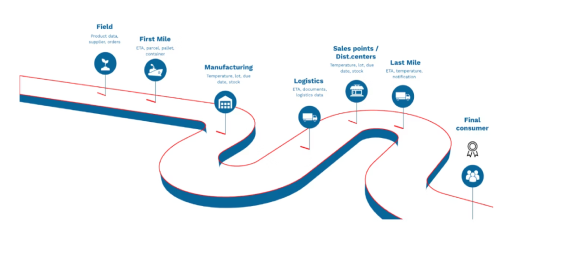 Field
Product data,
supplies, orders
First Mile
ETA, parcel, pallet,
container
Manufacturing
Temperature, lot, due
date, stock
Logistics
ETA, documents,
logistics data
Sales points /
Dist.centers
Temperature, lot, due
date, stock
Last Mile
ETA, temperature,
notification
Final
consumer